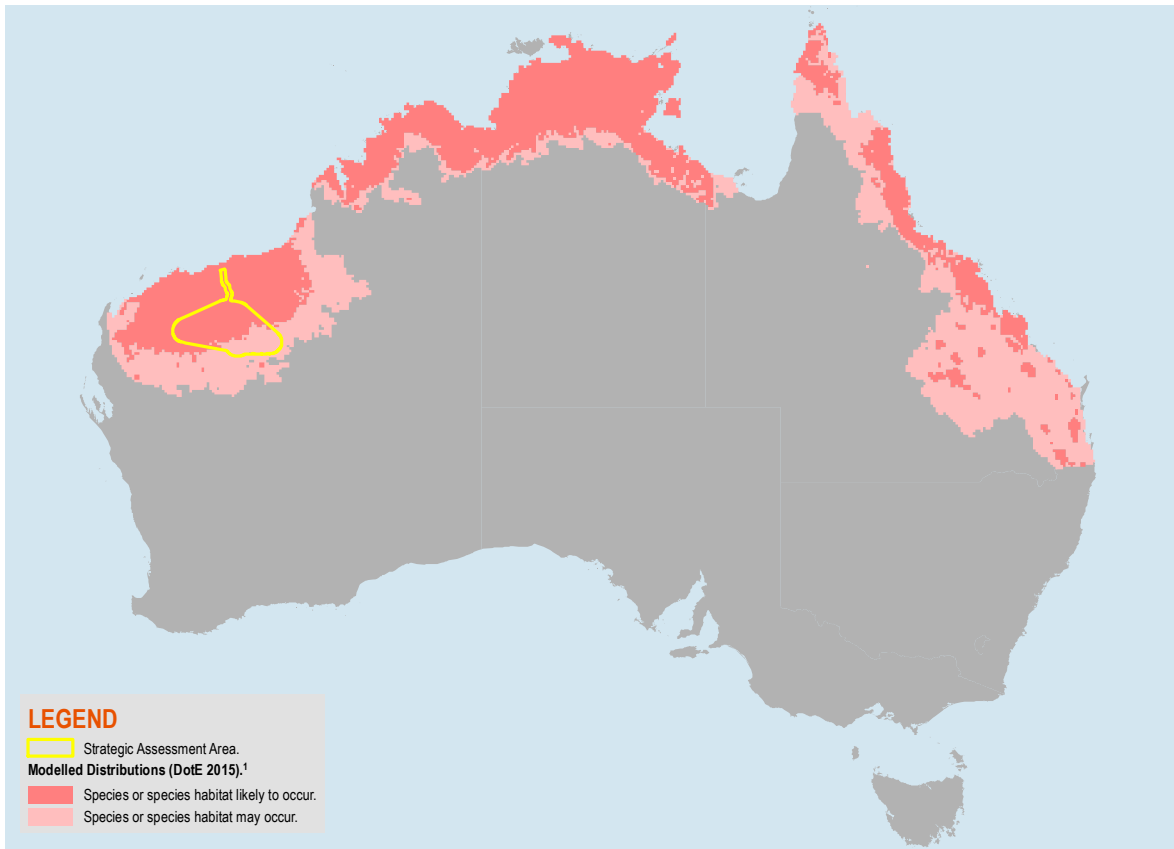 LEGEND
Strategic Assessment Area.
Modelled Distributions (DotE 2015).¹
Species or species habitat likely to occur.
Species or species habitat may occur.